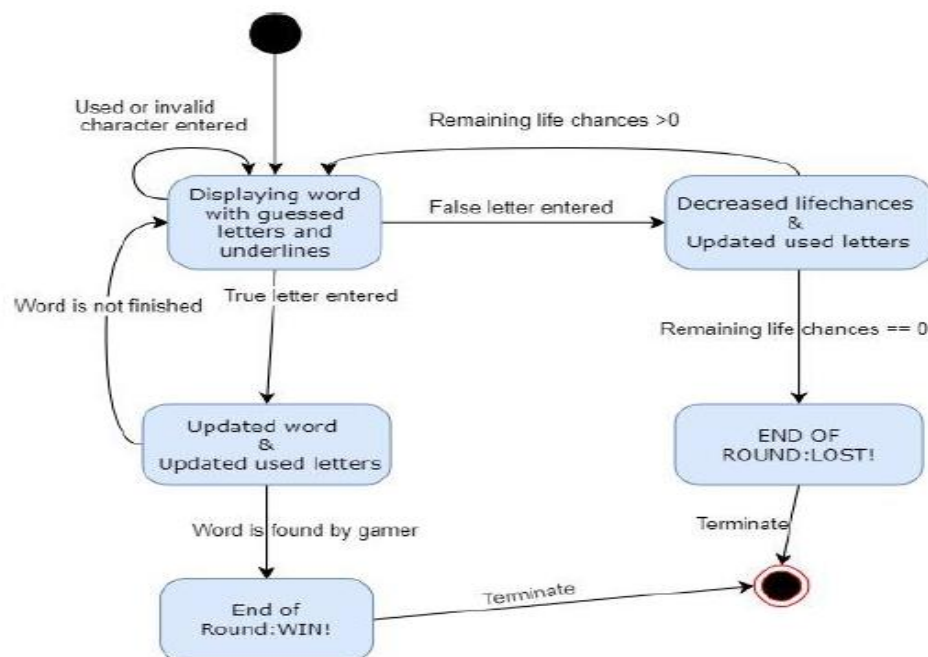 Used or invalid
character entered
Remaining life chances >0
Displaying word
with guessed
letters and
underlines
False letter entered
Decreased lifechances
&
Updated used letters
Word is not finished
True letter entered
Remaining life chances == 0
Updated word
&
Updated used letters
END OF
ROUND:LOST!
Word is found by gamer
Terminate
End of
Round:WIN!
Terminate